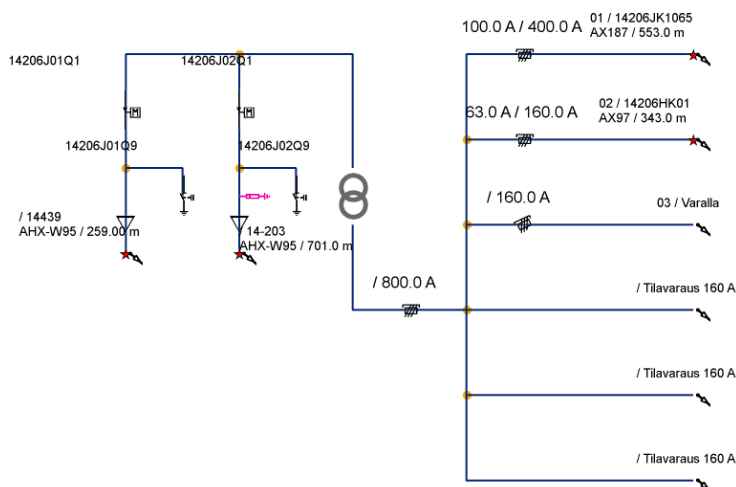 100.0 A / 400.0 A
01 / 14206JK1065
AX187 / 553.0 m
14206J01Q1
14206J02Q1
M
M
63.0 A / 160.0 A
02 / 14206HK01
AX97 / 343.0 m
14206J01Q9
14206J02Q9
/ 160.0 A
03 / Varalla
/ 14439
AHX-W95 / 259.00 m
14-203
AHX-W95 / 701.0 m
/ 800.0 A
/ Tilavaraus 160 A
/ Tilavaraus 160 A
/ Tilavaraus 160 A